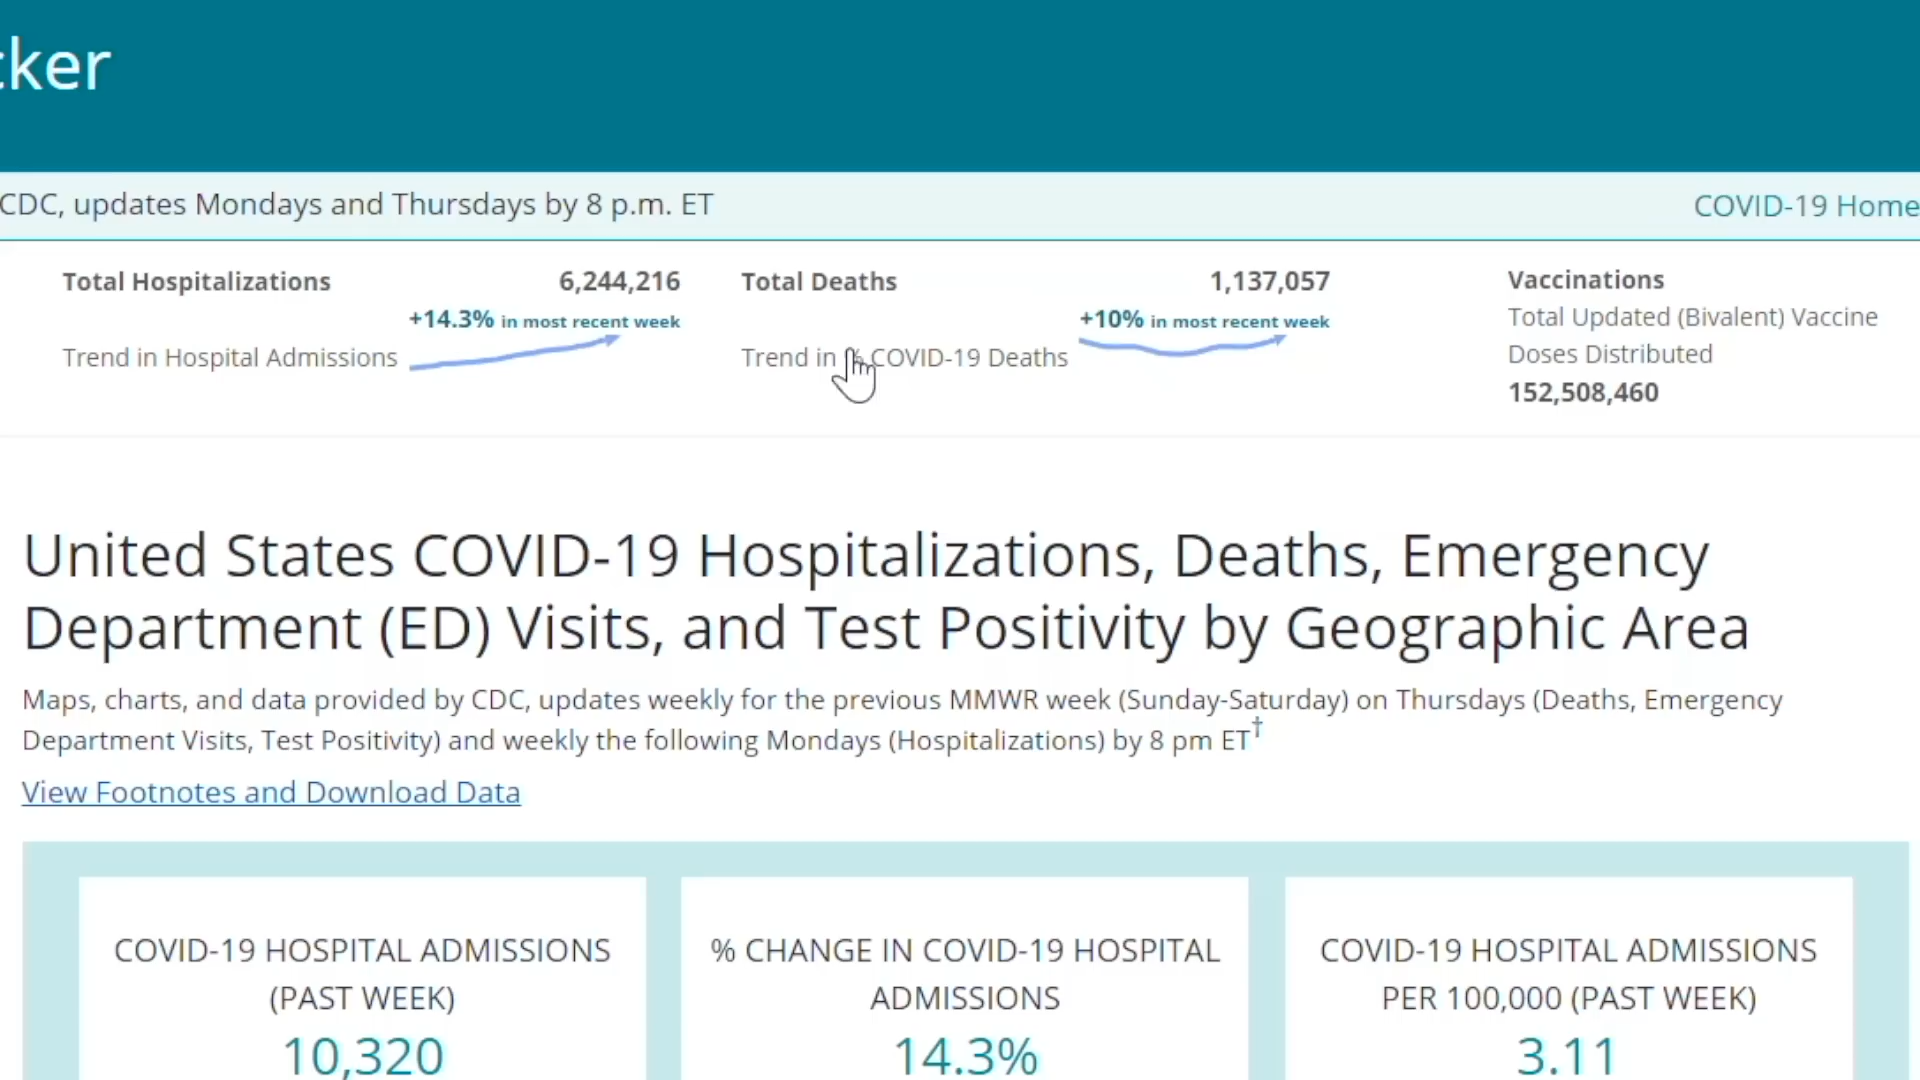 cker
CDC, updates Mondays and Thursdays by 8 p.m. ET
COVID-19 Home
Total Hospitalizations 6,244,216
+14.3% in most recent week
Trend in Hospital Admissions
Total Deaths 1,137,057
+10% in most recent week
Trend in % COVID-19 Deaths
Vaccinations
Total Updated (Bivalent) Vaccine
Doses Distributed
152,508,460
United States COVID-19 Hospitalizations, Deaths, Emergency
Department (ED) Visits, and Test Positivity by Geographic Area
Maps, charts, and data provided by CDC, updates weekly for the previous MMWR week (Sunday-Saturday) on Thursdays (Deaths, Emergency
Department Visits, Test Positivity) and weekly the following Mondays (Hospitalizations) by 8 pm ET†
View Footnotes and Download Data
COVID-19 HOSPITAL ADMISSIONS
(PAST WEEK)
10,320
% CHANGE IN COVID-19 HOSPITAL
ADMISSIONS
14.3%
COVID-19 HOSPITAL ADMISSIONS
PER 100,000 (PAST WEEK)
3.11